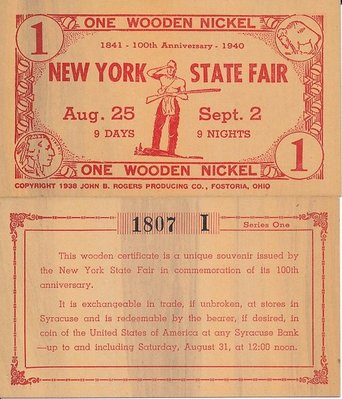 ONE WOODEN NICKEL
1
1841 - 100th Anniversary - 1940
NEW YORK STATE FAIR
Aug. 25 Sept. 2
9 DAYS 9 NIGHTS
1
ONE WOODEN NICKEL
COPYRIGHT 1938 JOHN B. ROGERS PRODUCING CO., FOSTORIA, OHIO
1807 I Series One
This wooden certificate is a unique souvenir issued
by the New York State Fair in commemoration of its 100th
anniversary.
It is exchangeable in trade, if unbroken, at stores in
Syracuse and is redeemable by the bearer, if desired, in
coin of the United States of America at any Syracuse Bank
—up to and including Saturday, August 31, at 12:00 noon.